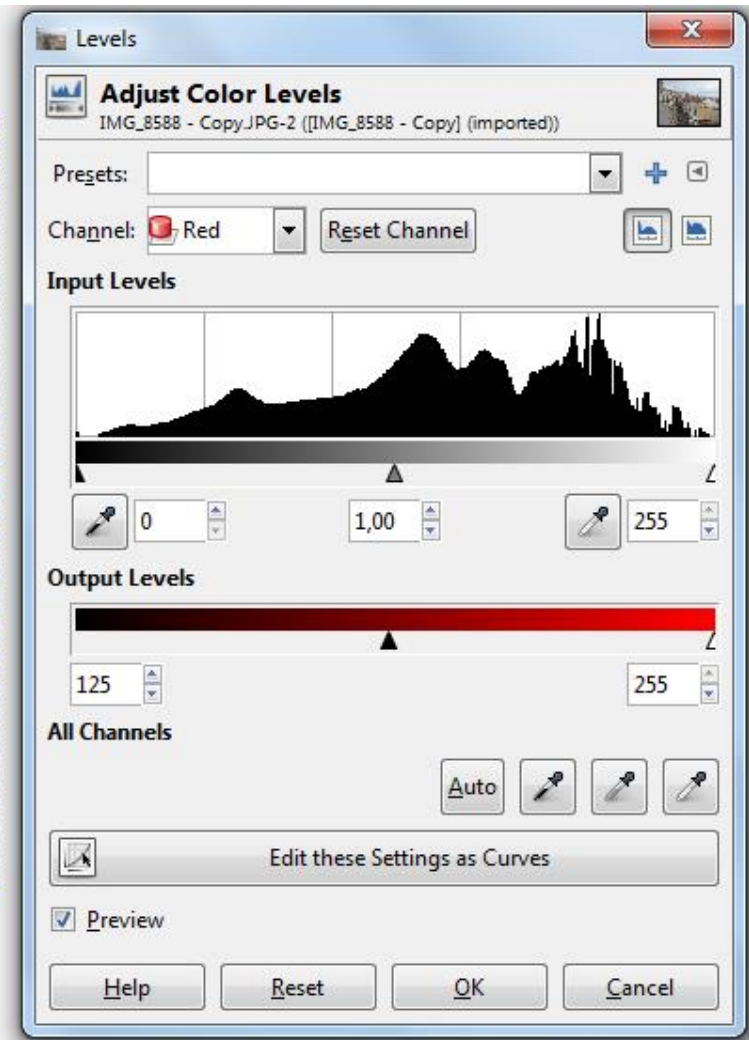 Levels
Adjust Color Levels
IMG_8588 - Copy.JPG-2 ([IMG_8588 - Copy] (imported))
Presets:
Channel: Red Reset Channel
Input Levels
0 1,00 255
Output Levels
125 255
All Channels
Auto
Edit these Settings as Curves
Preview
Help Reset OK Cancel